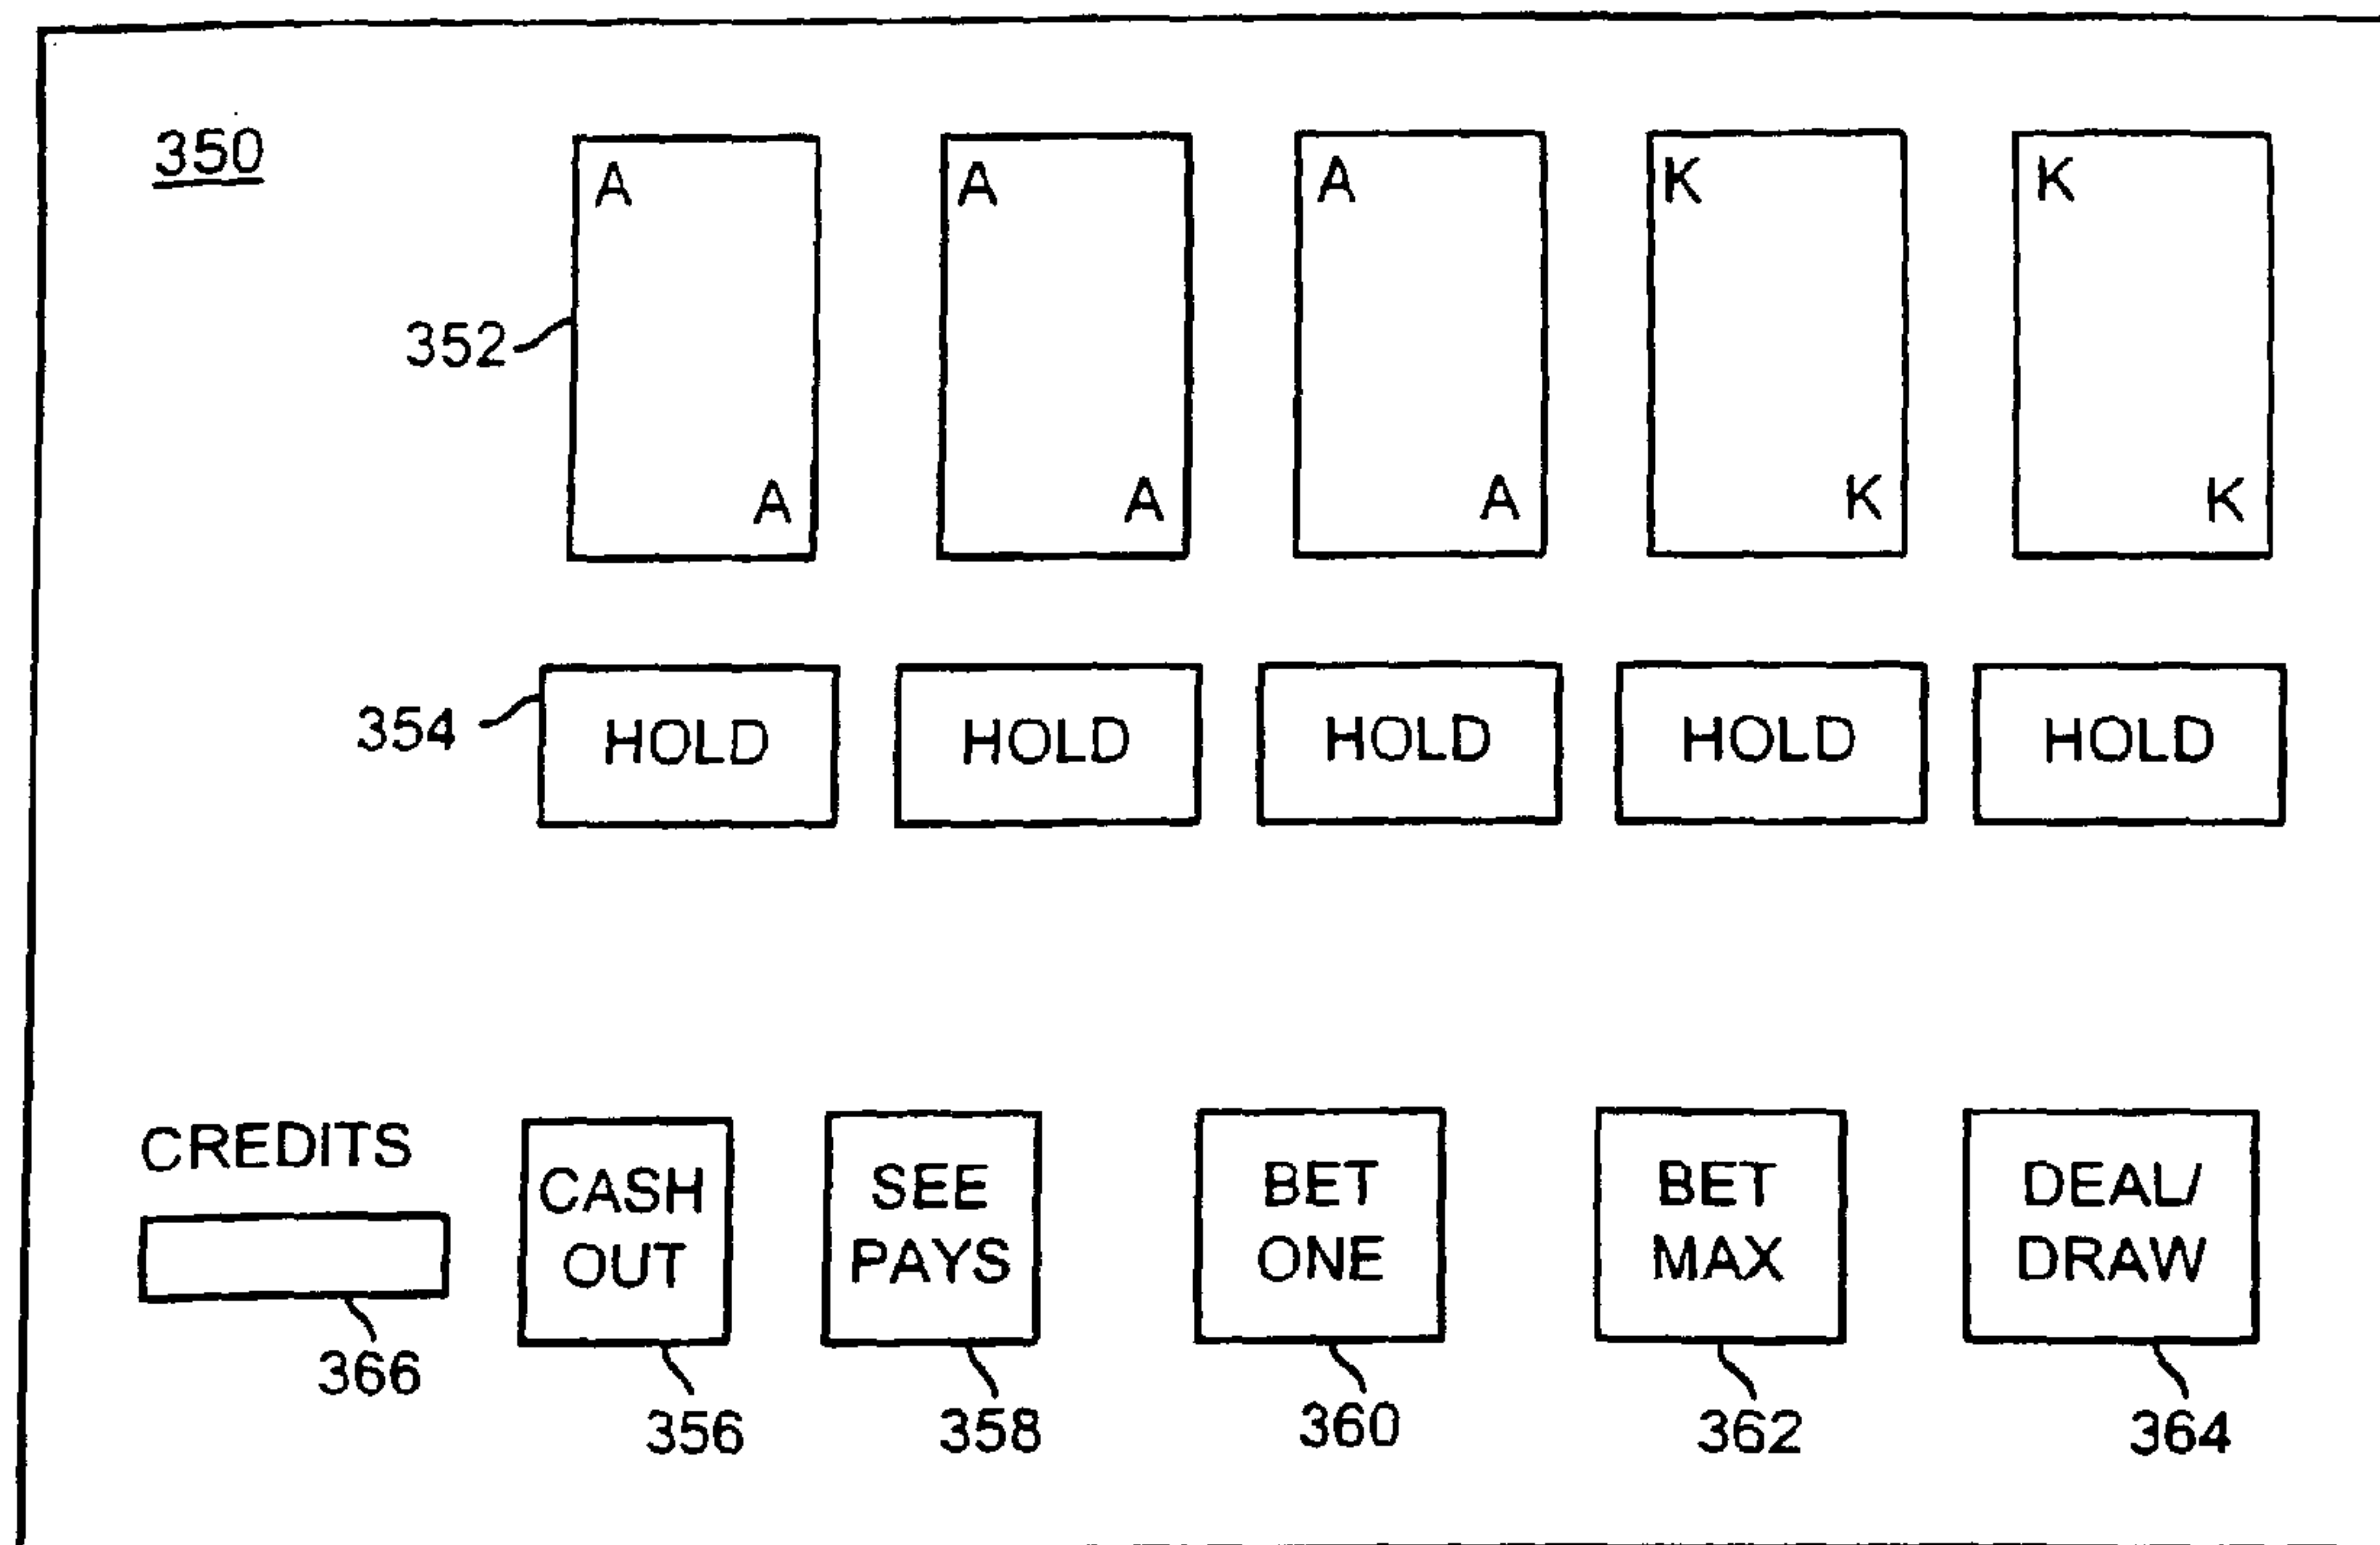 350
A A A K K
352
A A A K K
354 HOLD HOLD HOLD HOLD HOLD
CREDITS
CASH OUT
SEE PAYS
BET ONE
BET MAX
DEAL/ DRAW
366
356 358 360 362 364